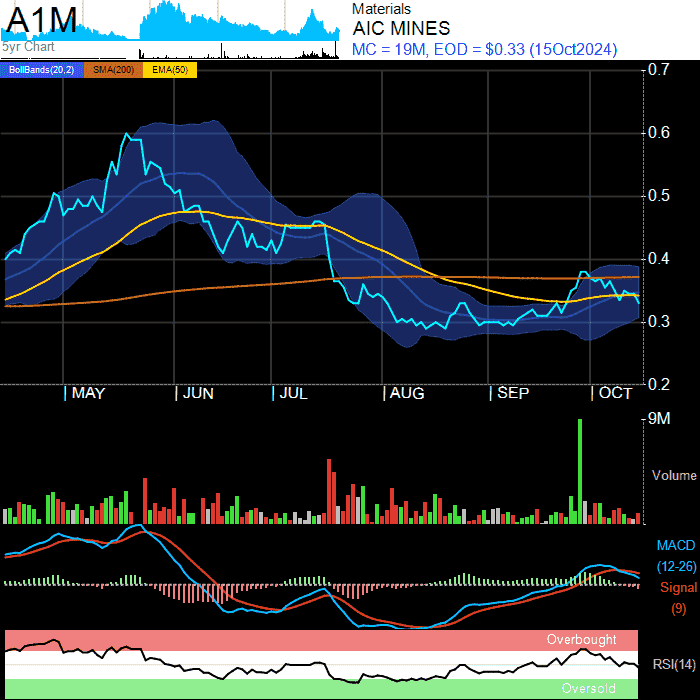 A1M
5yr Chart
Materials
AIC MINES
MC = 19M, EOD = $0.33 (15Oct2024)
BollBands(20,2) SMA(200) EMA(50)
0.7
0.6
0.5
0.4
0.3
0.2
MAY JUN JUL AUG SEP OCT
9M
Volume
MACD
(12-26)
Signal
(9)
Overbought
RSI(14)
Oversold